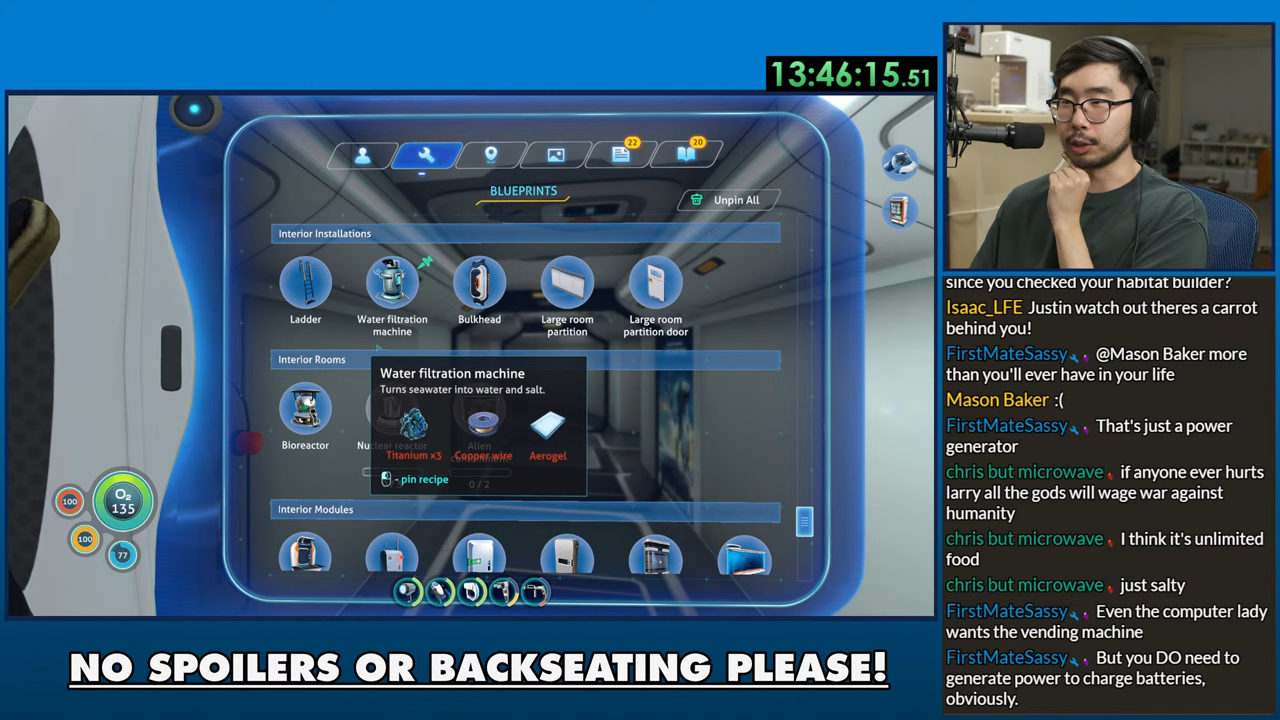 13:46:15.51
22
20
BLUEPRINTS
Unpin All
Interior Installations
Ladder
Water filtration
machine
Bulkhead
Large room
partition
Large room
partition door
Interior Rooms
Water filtration machine
Turns seawater into water and salt.
Titanium ×3
Copper wire
Aerogel
- pin recipe
0 / 2
Bioreactor
Interior Modules
O₂
135
100
100
77
NO SPOILERS OR BACKSEATING PLEASE!
since you checked your habitat builder?
Isaac_LFE Justin watch out theres a carrot
behind you!
FirstMateSassy @Mason Baker more
than you'll ever have in your life
Mason Baker :(
FirstMateSassy That's just a power
generator
chris but microwave if anyone ever hurts
larry all the gods will wage war against
humanity
chris but microwave I think it's unlimited
food
chris but microwave just salty
FirstMateSassy Even the computer lady
wants the vending machine
FirstMateSassy But you DO need to
generate power to charge batteries,
obviously.